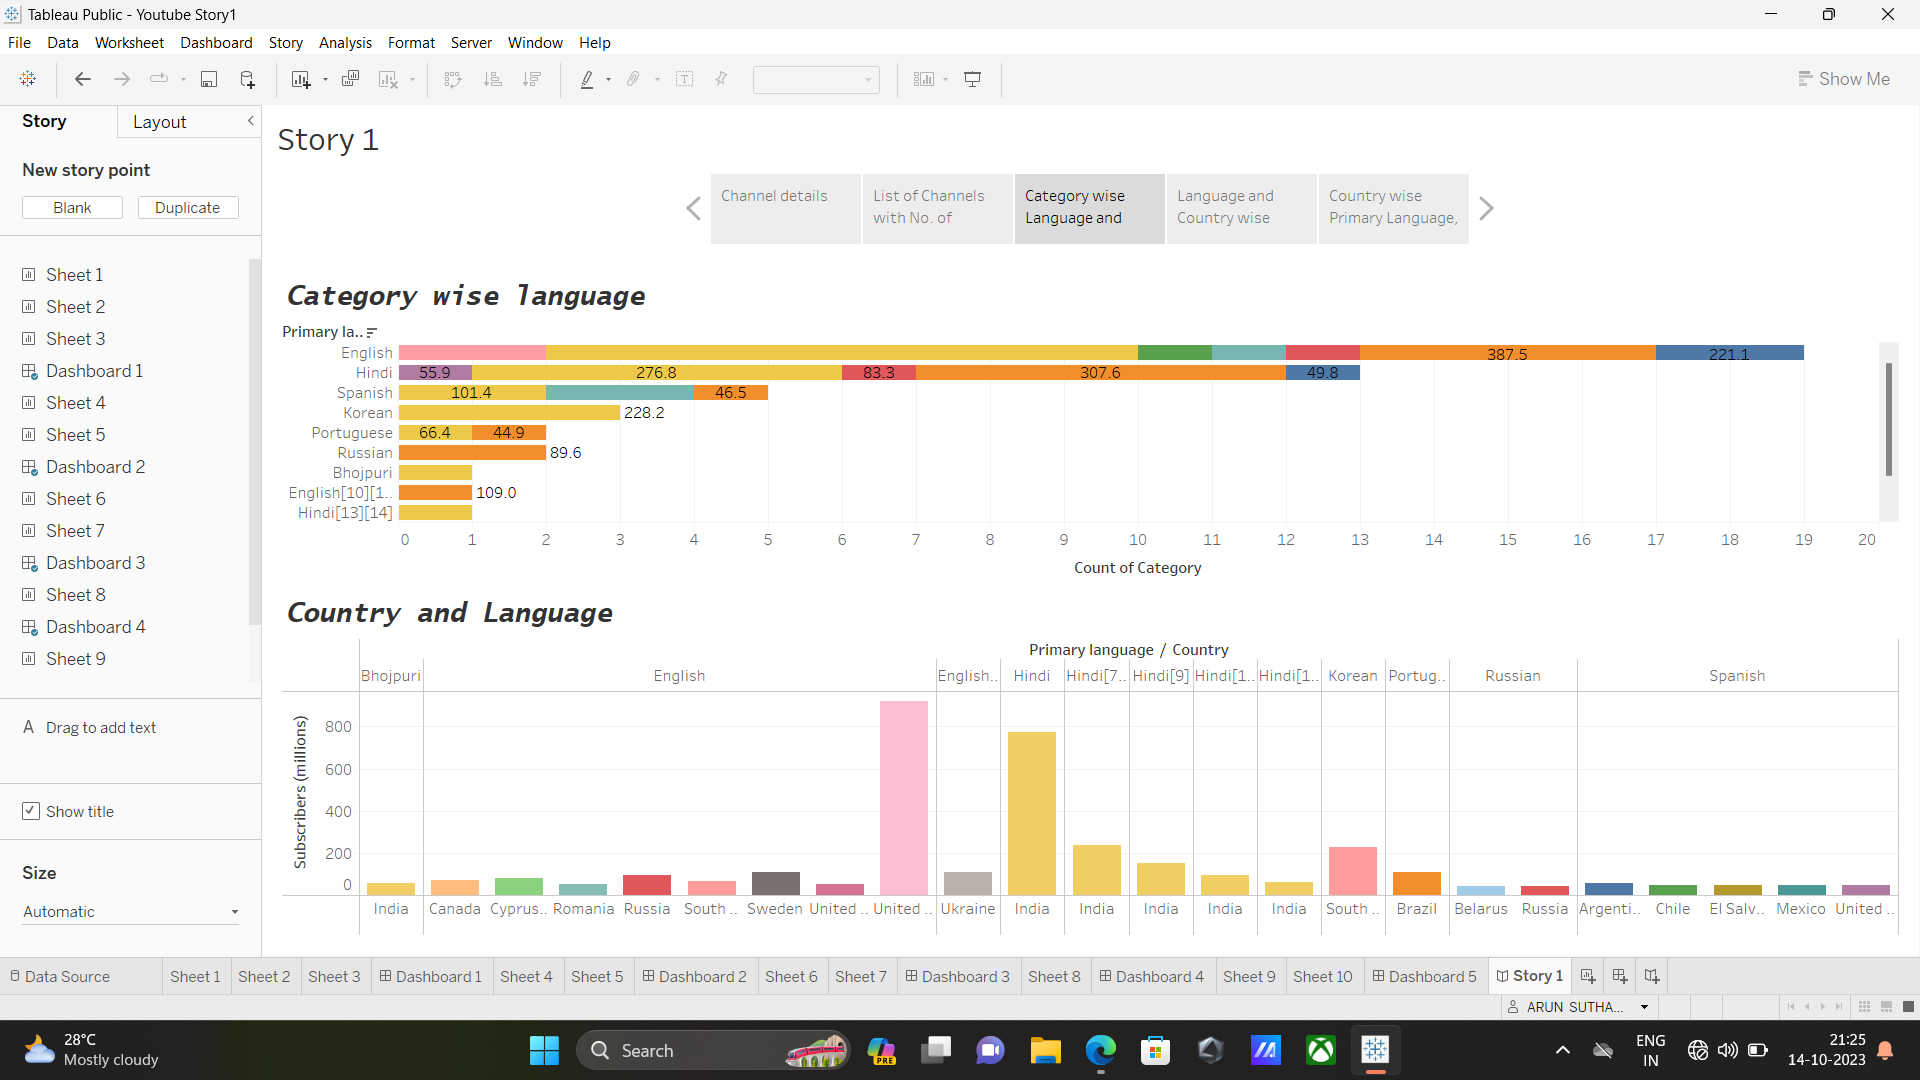 Tableau Public - Youtube Story1
File Data Worksheet Dashboard Story Analysis Format Server Window Help
Show Me
Story Layout
New story point
Blank Duplicate
Sheet 1
Sheet 2
Sheet 3
Dashboard 1
Sheet 4
Sheet 5
Dashboard 2
Sheet 6
Sheet 7
Dashboard 3
Sheet 8
Dashboard 4
Sheet 9
A Drag to add text
Show title
Size
Automatic
Story 1
Channel details
List of Channels
with No. of
Category wise
Language and
Language and
Country wise
Country wise
Primary Language,
Category wise language
Primary la..
English 387.5 221.1
Hindi 55.9 276.8 83.3 307.6 49.8
Spanish 101.4 46.5
Korean 228.2
Portuguese 66.4 44.9
Russian 89.6
Bhojpuri
English[10][1.. 109.0
Hindi[13][14]
0 1 2 3 4 5 6 7 8 9 10 11 12 13 14 15 16 17 18 19 20
Count of Category
Country and Language
Primary language / Country
Bhojpuri English English.. Hindi Hindi[7.. Hindi[9] Hindi[1.. Hindi[1.. Korean Portug.. Russian Spanish
Subscribers (millions)
800
600
400
200
0
India Canada Cyprus.. Romania Russia South .. Sweden United .. United .. Ukraine India India India India India South .. Brazil Belarus Russia Argenti.. Chile El Salv.. Mexico United ..
Data Source Sheet 1 Sheet 2 Sheet 3 Dashboard 1 Sheet 4 Sheet 5 Dashboard 2 Sheet 6 Sheet 7 Dashboard 3 Sheet 8 Dashboard 4 Sheet 9 Sheet 10 Dashboard 5 Story 1
ARUN SUTHA...
28°C
Mostly cloudy
Search
PRE
ENG
IN
21:25
14-10-2023